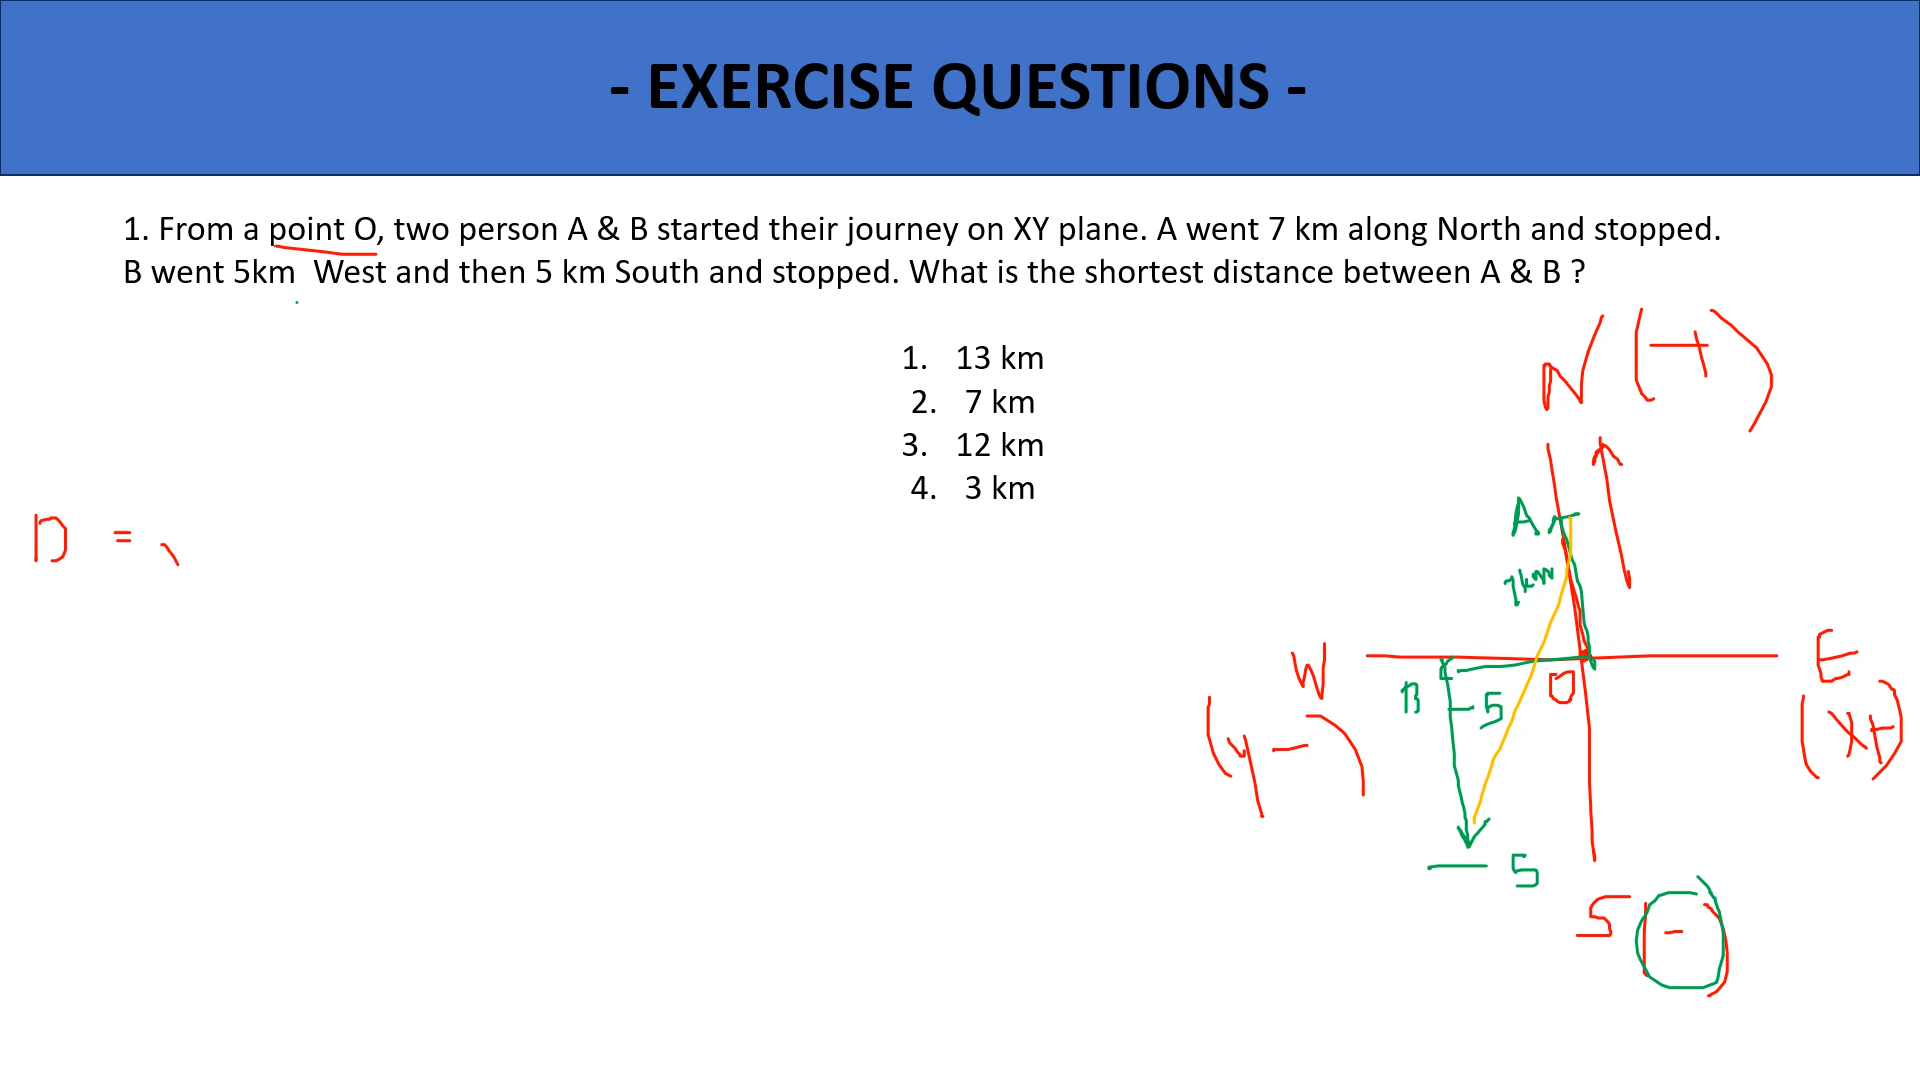 - EXERCISE QUESTIONS -
1. From a point O, two person A & B started their journey on XY plane. A went 7 km along North and stopped.
B went 5km  West and then 5 km South and stopped. What is the shortest distance between A & B ?
1. 13 km
2. 7 km
3. 12 km
4. 3 km
N (+)
A
D =
7km
W
E
O
B
-5
(y -)
(x+)
-5
S (-)